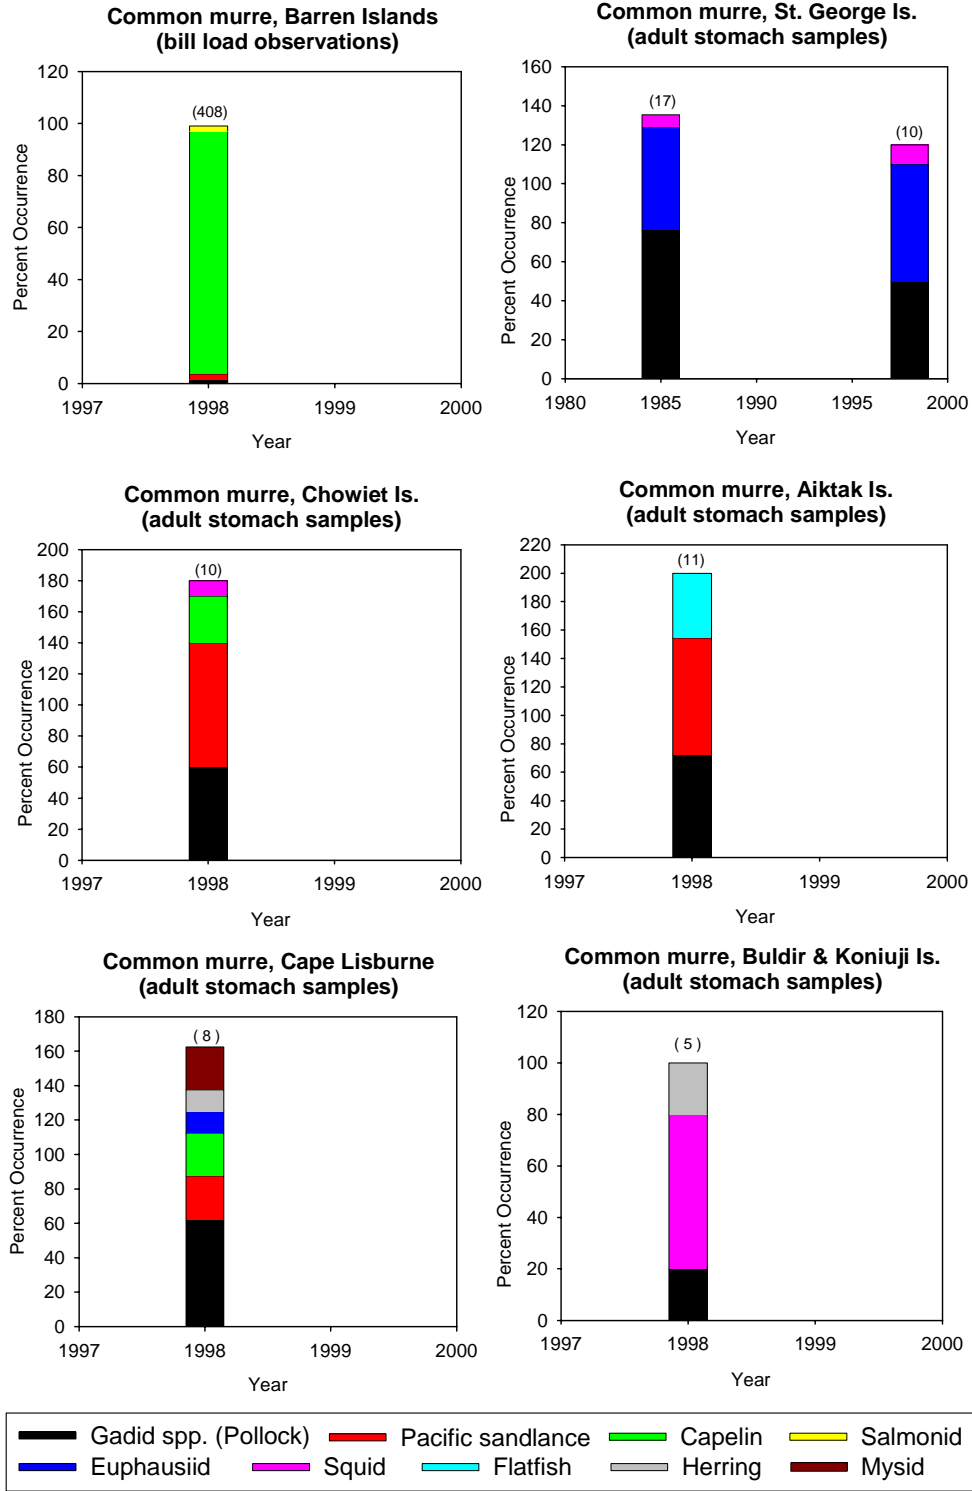 Common murre, Barren Islands
(bill load observations)
120
100
80
60
40
20
0
Percent Occurrence
(408)
1997 1998 1999 2000
Year
Common murre, St. George Is.
(adult stomach samples)
160
140
120
100
80
60
40
20
0
Percent Occurrence
(17)
(10)
1980 1985 1990 1995 2000
Year
Common murre, Chowiet Is.
(adult stomach samples)
200
180
160
140
120
100
80
60
40
20
0
Percent Occurrence
(10)
1997 1998 1999 2000
Year
Common murre, Aiktak Is.
(adult stomach samples)
220
200
180
160
140
120
100
80
60
40
20
0
Percent Occurrence
(11)
1997 1998 1999 2000
Year
Common murre, Cape Lisburne
(adult stomach samples)
180
160
140
120
100
80
60
40
20
0
Percent Occurrence
( 8 )
1997 1998 1999 2000
Year
Common murre, Buldir & Koniuji Is.
(adult stomach samples)
120
100
80
60
40
20
0
Percent Occurrence
( 5 )
1997 1998 1999 2000
Year
Gadid spp. (Pollock) Pacific sandlance Capelin Salmonid
Euphausiid Squid Flatfish Herring Mysid